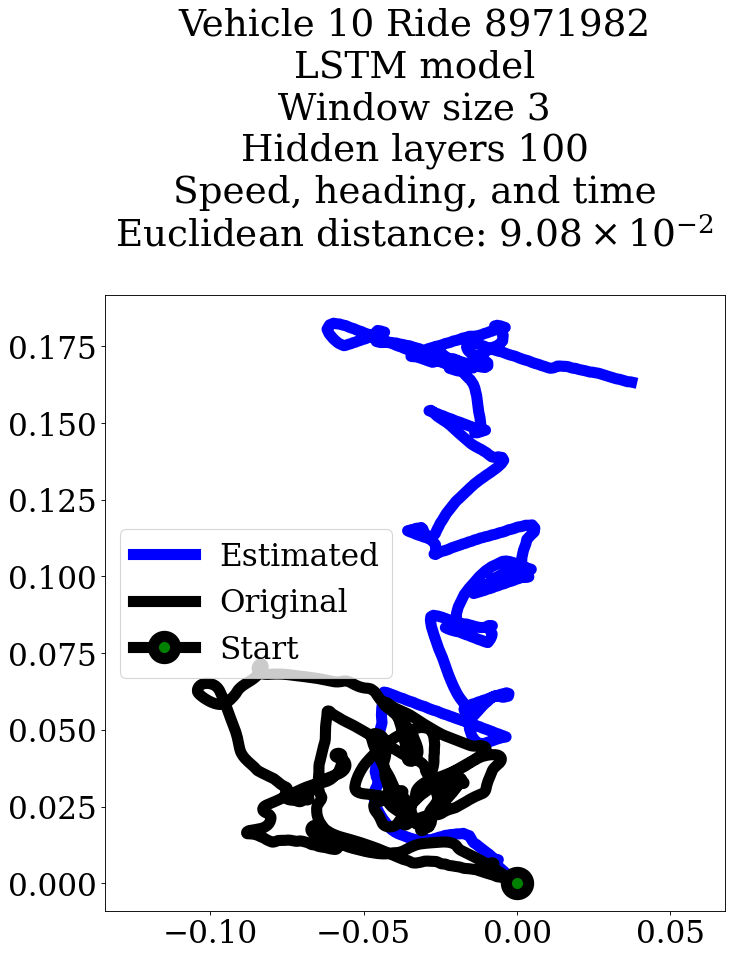 Vehicle 10 Ride 8971982
LSTM model
Window size 3
Hidden layers 100
Speed, heading, and time
Euclidean distance: 9.08 × 10⁻²
0.175
0.150
0.125
0.100
0.075
0.050
0.025
0.000
Estimated
Original
Start
−0.10 −0.05 0.00 0.05